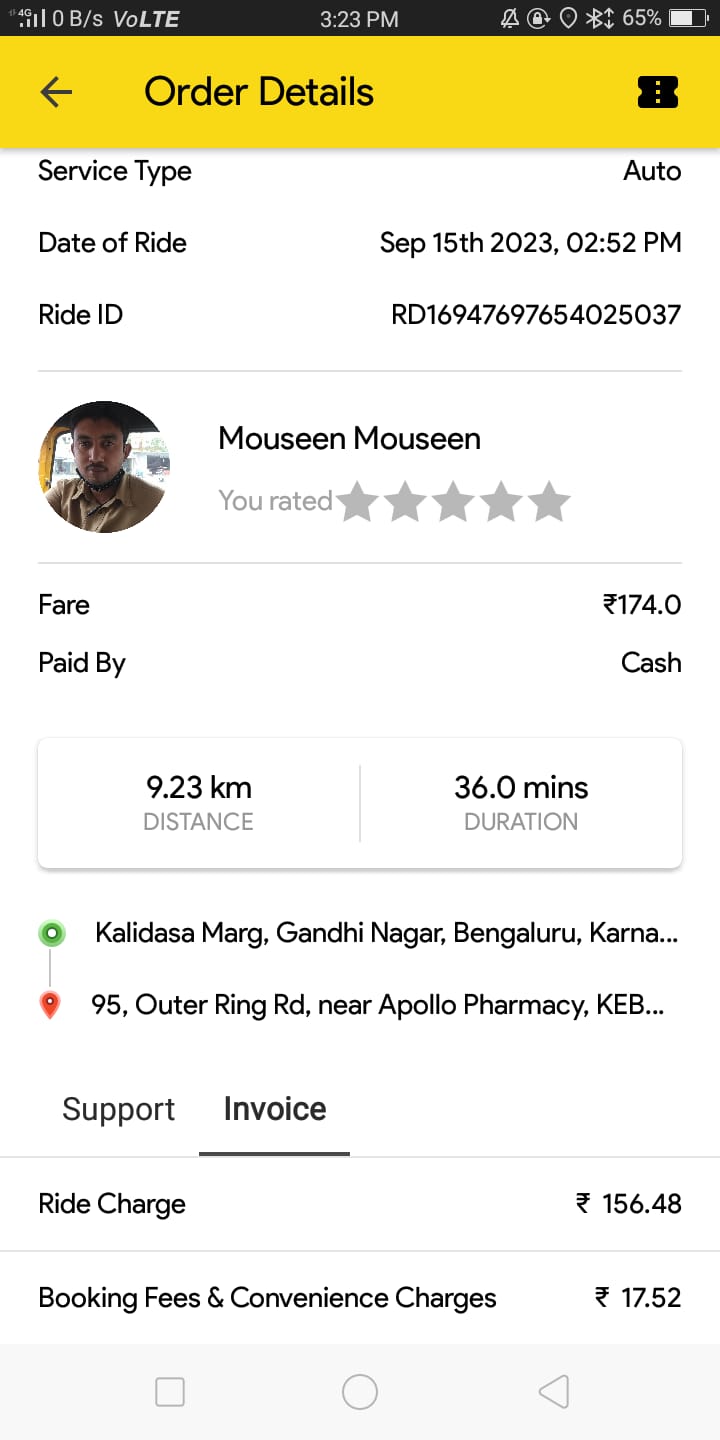 4G 0 B/s VoLTE 3:23 PM 65%
Order Details
Service Type Auto
Date of Ride Sep 15th 2023, 02:52 PM
Ride ID RD16947697654025037
Mouseen Mouseen
You rated
Fare ₹174.0
Paid By Cash
9.23 km 36.0 mins
DISTANCE DURATION
Kalidasa Marg, Gandhi Nagar, Bengaluru, Karna...
95, Outer Ring Rd, near Apollo Pharmacy, KEB...
Support Invoice
Ride Charge ₹ 156.48
Booking Fees & Convenience Charges ₹ 17.52